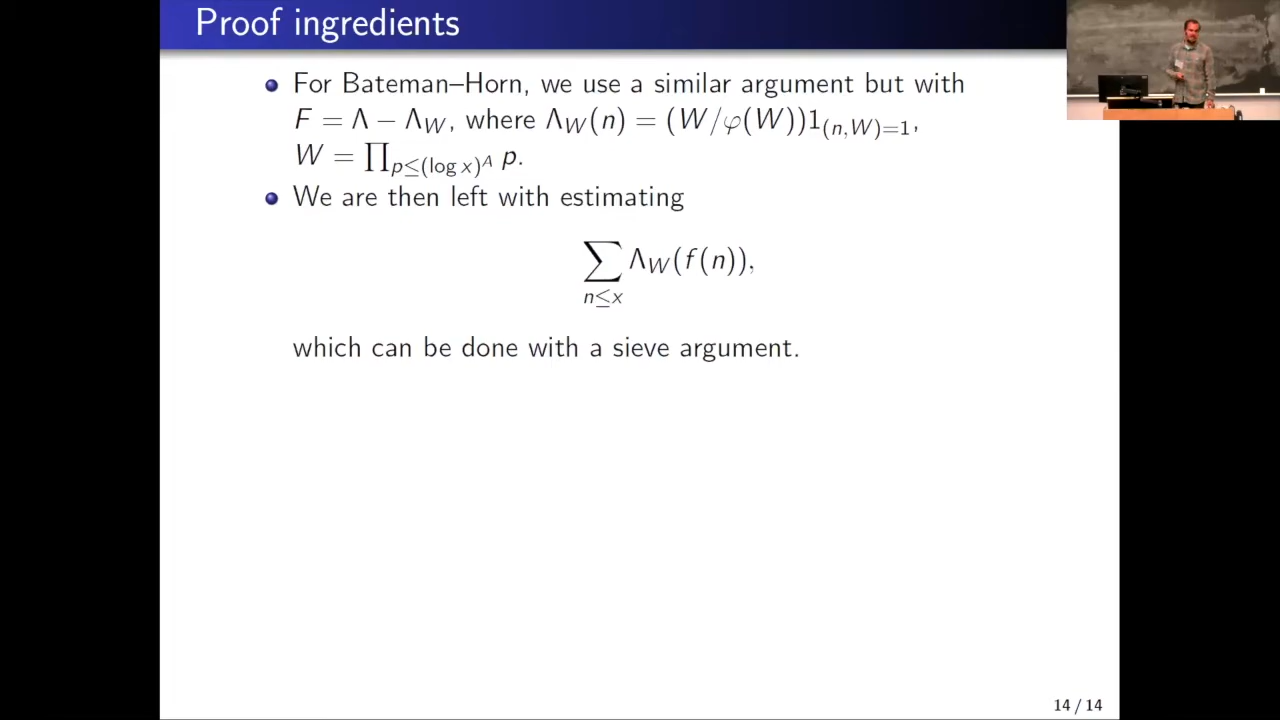 Proof ingredients
For Bateman–Horn, we use a similar argument but with
F = Λ − Λ_W, where Λ_W(n) = (W/φ(W))1_{(n,W)=1},
W = ∏_{p≤(log x)^A} p.
We are then left with estimating
∑_{n≤x} Λ_W(f(n)),
which can be done with a sieve argument.
14 / 14